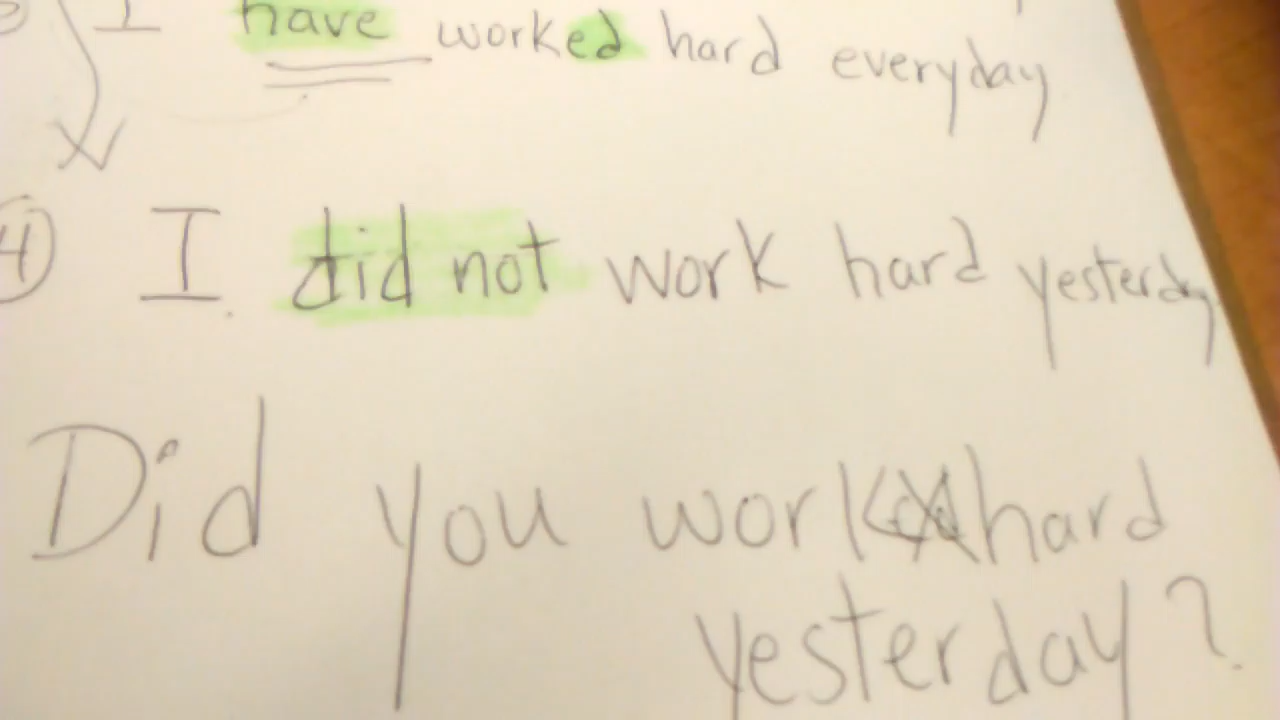 I have worked hard everyday
④ I did not work hard yesterday
Did you work hard
yesterday?